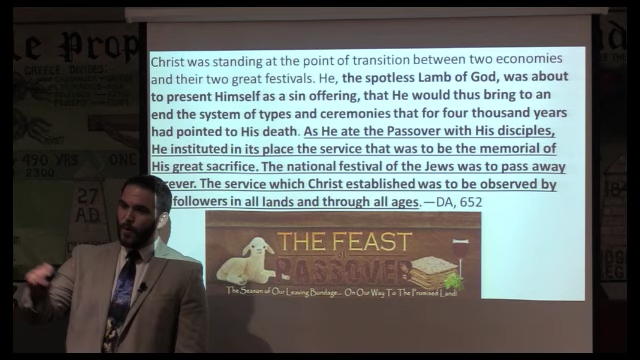 Christ was standing at the point of transition between two economies
and their two great festivals. He, the spotless Lamb of God, was about
to present Himself as a sin offering, that He would thus bring to an
end the system of types and ceremonies that for four thousand years
had pointed to His death. As He ate the Passover with His disciples,
He instituted in its place the service that was to be the memorial of
His great sacrifice. The national festival of the Jews was to pass away
The service which Christ established was to be observed by
followers in all lands and through all ages.—DA, 652
THE FEAST
of
PASSOVER
The Season of Our Leaving Bondage... On Our Way To The Promised Land!
le Prop
GREECE DIVIDES:
490 YRS
ONE
2300
27
A.D.